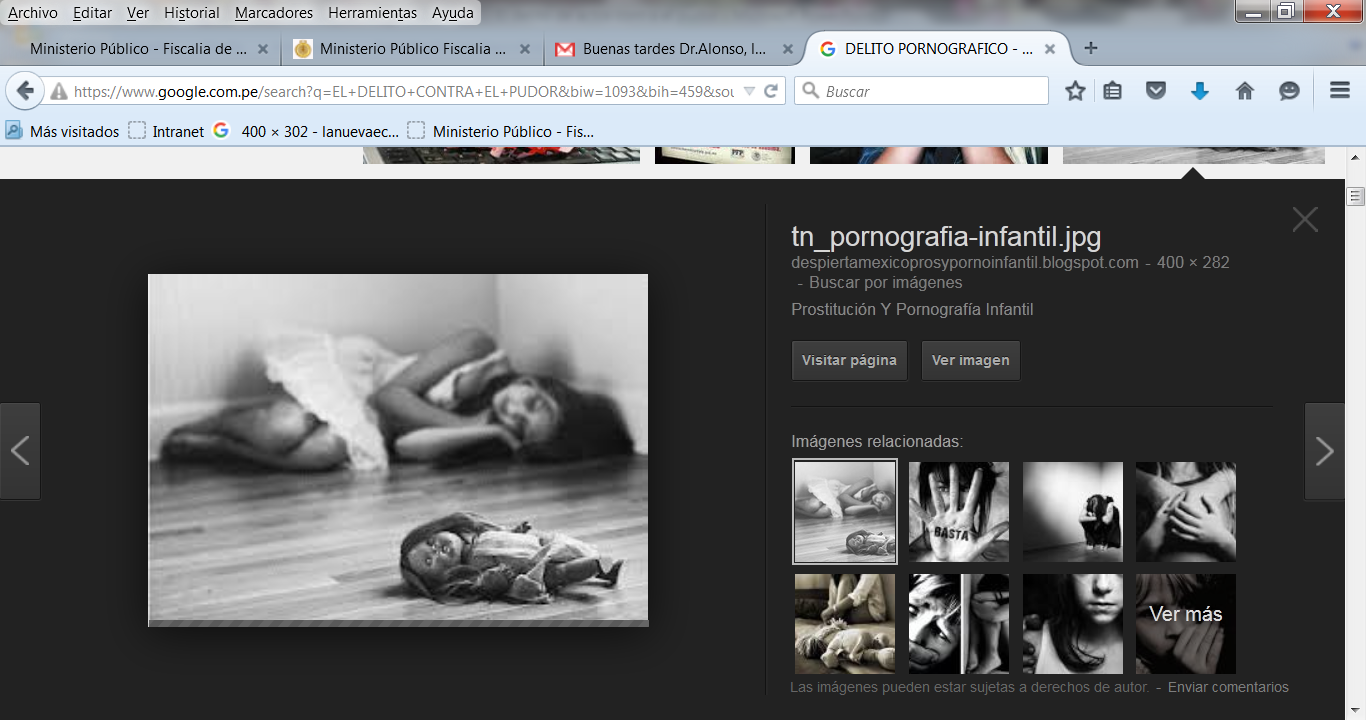 Archivo Editar Ver Historial Marcadores Herramientas Ayuda
Ministerio Público - Fiscalia de ...
Ministerio Público Fiscalia ...
Buenas tardes Dr.Alonso, l...
DELITO PORNOGRAFICO - ...
https://www.google.com.pe/search?q=EL+DELITO+CONTRA+EL+PUDOR&biw=1093&bih=459&sou
Buscar
Más visitados
Intranet
400 × 302 - lanuevaec...
Ministerio Público - Fis...
tn_pornografia-infantil.jpg
despiertamexicoprosypornoinfantil.blogspot.com - 400 × 282
- Buscar por imágenes
Prostitución Y Pornografía Infantil
Visitar página
Ver imagen
Imágenes relacionadas:
BASTA
Ver más
Las imágenes pueden estar sujetas a derechos de autor. - Enviar comentarios